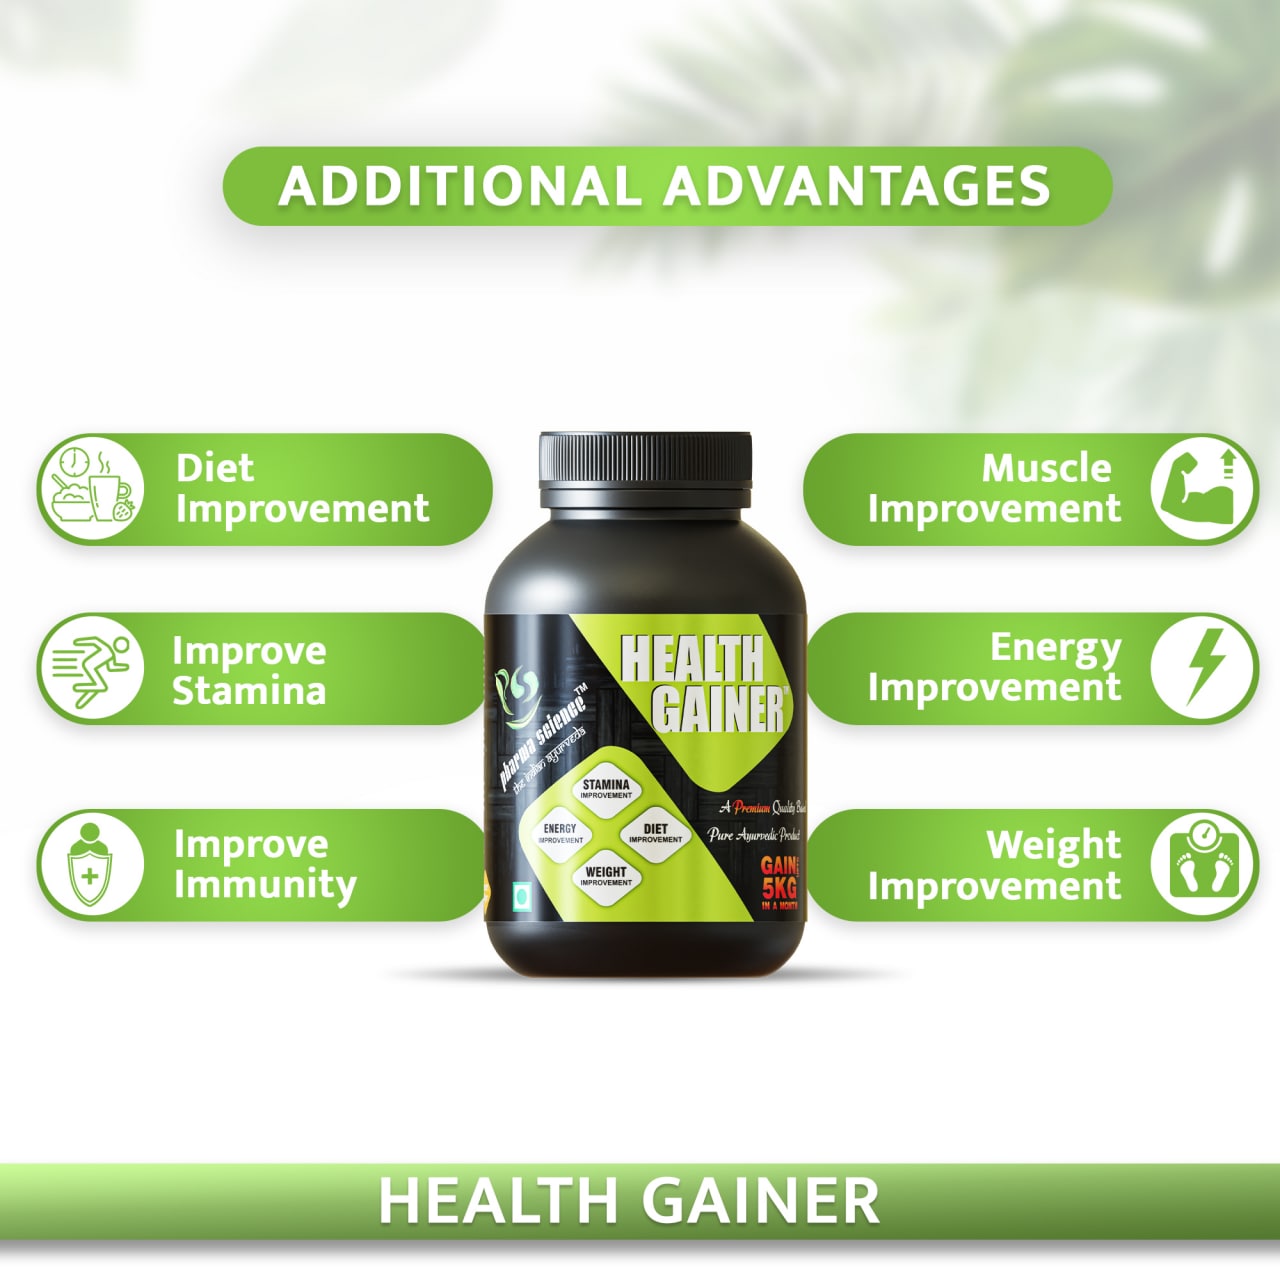 ADDITIONAL ADVANTAGES
Diet
Improvement
Improve
Stamina
Improve
Immunity
Muscle
Improvement
Energy
Improvement
Weight
Improvement
HEALTH
GAINER
pharma science™
the indian ayurveda
STAMINA
IMPROVEMENT
ENERGY
IMPROVEMENT
DIET
IMPROVEMENT
WEIGHT
IMPROVEMENT
A Premium Quality
Pure Ayurvedic Product
GAIN
5KG
IN A MONTH
HEALTH GAINER